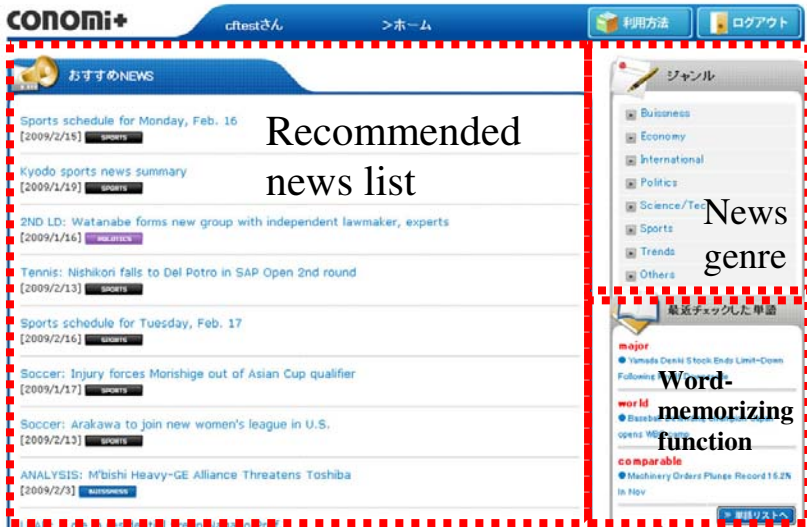 CONOMi+
cftestさん
>ホーム
利用方法
ログアウト
おすすめNEWS
Recommended
news list
Sports schedule for Monday, Feb. 16
[2009/2/15] SPORTS
Kyodo sports news summary
[2009/1/19] SPORTS
2ND LD: Watanabe forms new group with independent lawmaker, experts
[2009/1/16] POLITICS
Tennis: Nishikori falls to Del Potro in SAP Open 2nd round
[2009/2/13] SPORTS
Sports schedule for Tuesday, Feb. 17
[2009/2/16] SPORTS
Soccer: Injury forces Morishige out of Asian Cup qualifier
[2009/1/17] SPORTS
Soccer: Arakawa to join new women's league in U.S.
[2009/2/13] SPORTS
ANALYSIS: M'bishi Heavy-GE Alliance Threatens Toshiba
[2009/2/3] BUISSNESS
ジャンル
Buissness
Economy
International
Politics
Science/Tec
Sports
Trends
Others
News
genre
最近チェックした単語
major
Yamada Denki Stock Ends Limit-Down
Following
world
Baseball
opens WBC camp
comparable
Machinery Orders Plunge Record 16.2%
In Nov
Word-
memorizing
function
≫ 単語リストへ